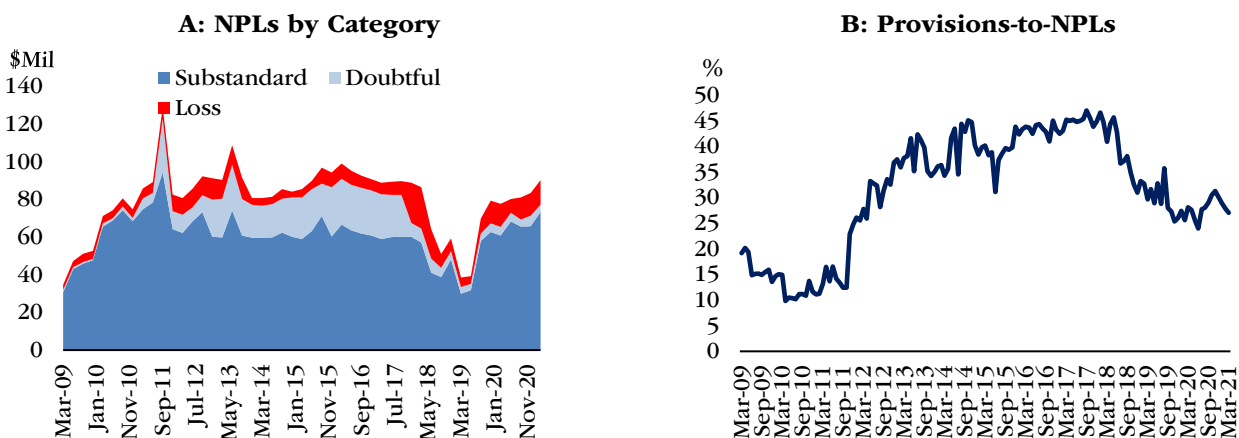 A: NPLs by Category
$Mil
Substandard Doubtful
Loss
140
120
100
80
60
40
20
0
Mar-09
Jan-10
Nov-10
Sep-11
Jul-12
May-13
Mar-14
Jan-15
Nov-15
Sep-16
Jul-17
May-18
Mar-19
Jan-20
Nov-20
B: Provisions-to-NPLs
%
50
45
40
35
30
25
20
15
10
5
0
Mar-09
Sep-09
Mar-10
Sep-10
Mar-11
Sep-11
Mar-12
Sep-12
Mar-13
Sep-13
Mar-14
Sep-14
Mar-15
Sep-15
Mar-16
Sep-16
Mar-17
Sep-17
Mar-18
Sep-18
Mar-19
Sep-19
Mar-20
Sep-20
Mar-21